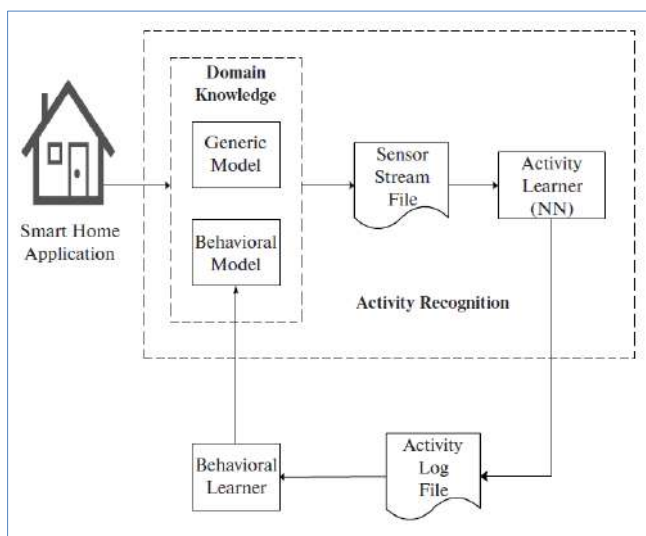 Domain
Knowledge
Generic
Model
Behavioral
Model
Sensor
Stream
File
Activity
Learner
(NN)
Smart Home
Application
Activity Recognition
Behavioral
Learner
Activity
Log
File